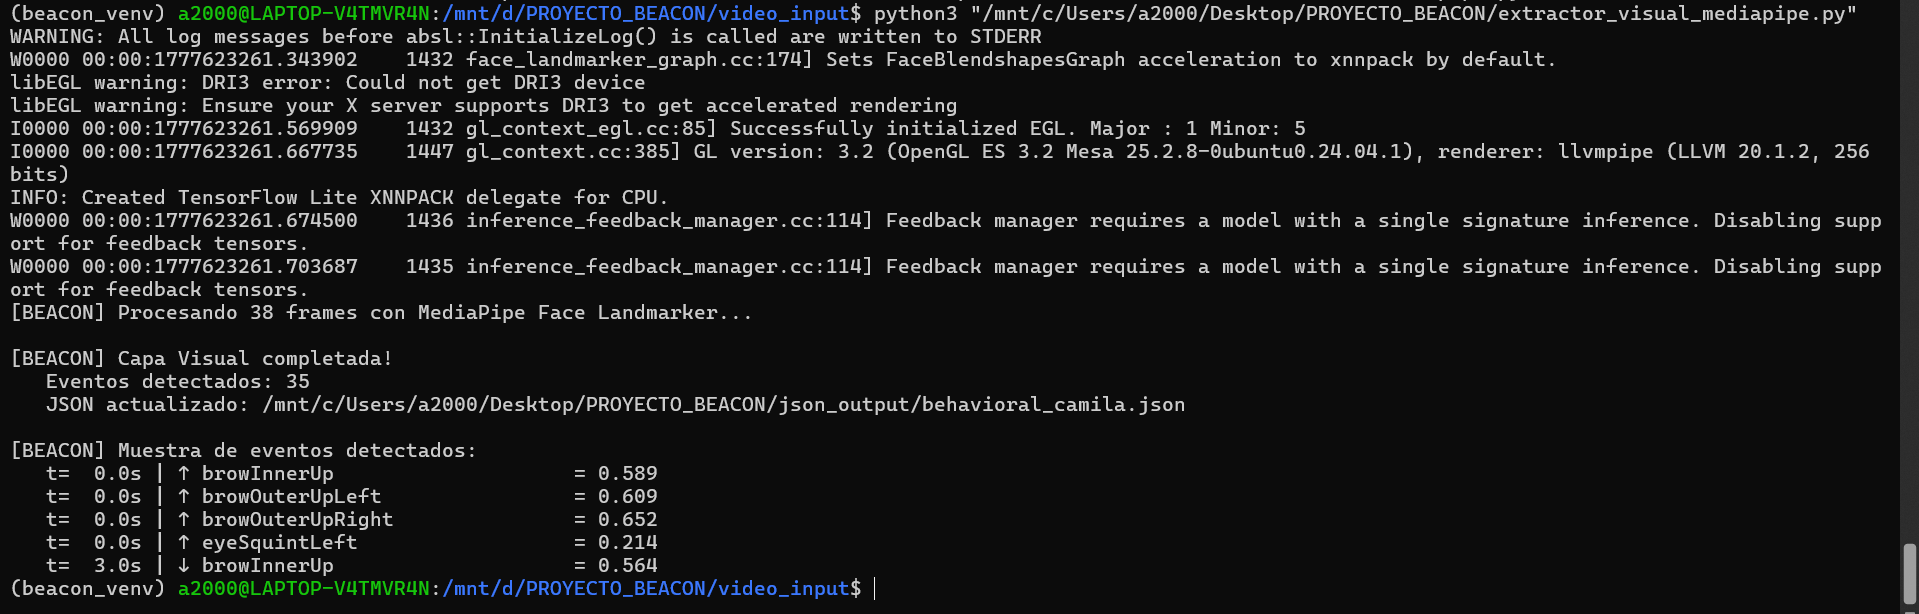 (beacon_venv) a2000@LAPTOP-V4TMVR4N:/mnt/d/PROYECTO_BEACON/video_input$ python3 "/mnt/c/Users/a2000/Desktop/PROYECTO_BEACON/extractor_visual_mediapipe.py"
WARNING: All log messages before absl::InitializeLog() is called are written to STDERR
W0000 00:00:1777623261.343902    1432 face_landmarker_graph.cc:174] Sets FaceBlendshapesGraph acceleration to xnnpack by default.
libEGL warning: DRI3 error: Could not get DRI3 device
libEGL warning: Ensure your X server supports DRI3 to get accelerated rendering
I0000 00:00:1777623261.569909    1432 gl_context_egl.cc:85] Successfully initialized EGL. Major : 1 Minor: 5
I0000 00:00:1777623261.667735    1447 gl_context.cc:385] GL version: 3.2 (OpenGL ES 3.2 Mesa 25.2.8-0ubuntu0.24.04.1), renderer: llvmpipe (LLVM 20.1.2, 256
bits)
INFO: Created TensorFlow Lite XNNPACK delegate for CPU.
W0000 00:00:1777623261.674500    1436 inference_feedback_manager.cc:114] Feedback manager requires a model with a single signature inference. Disabling supp
ort for feedback tensors.
W0000 00:00:1777623261.703687    1435 inference_feedback_manager.cc:114] Feedback manager requires a model with a single signature inference. Disabling supp
ort for feedback tensors.
[BEACON] Procesando 38 frames con MediaPipe Face Landmarker...

[BEACON] Capa Visual completada!
   Eventos detectados: 35
   JSON actualizado: /mnt/c/Users/a2000/Desktop/PROYECTO_BEACON/json_output/behavioral_camila.json

[BEACON] Muestra de eventos detectados:
   t=  0.0s | ↑ browInnerUp                    = 0.589
   t=  0.0s | ↑ browOuterUpLeft                = 0.609
   t=  0.0s | ↑ browOuterUpRight               = 0.652
   t=  0.0s | ↑ eyeSquintLeft                  = 0.214
   t=  3.0s | ↓ browInnerUp                    = 0.564
(beacon_venv) a2000@LAPTOP-V4TMVR4N:/mnt/d/PROYECTO_BEACON/video_input$